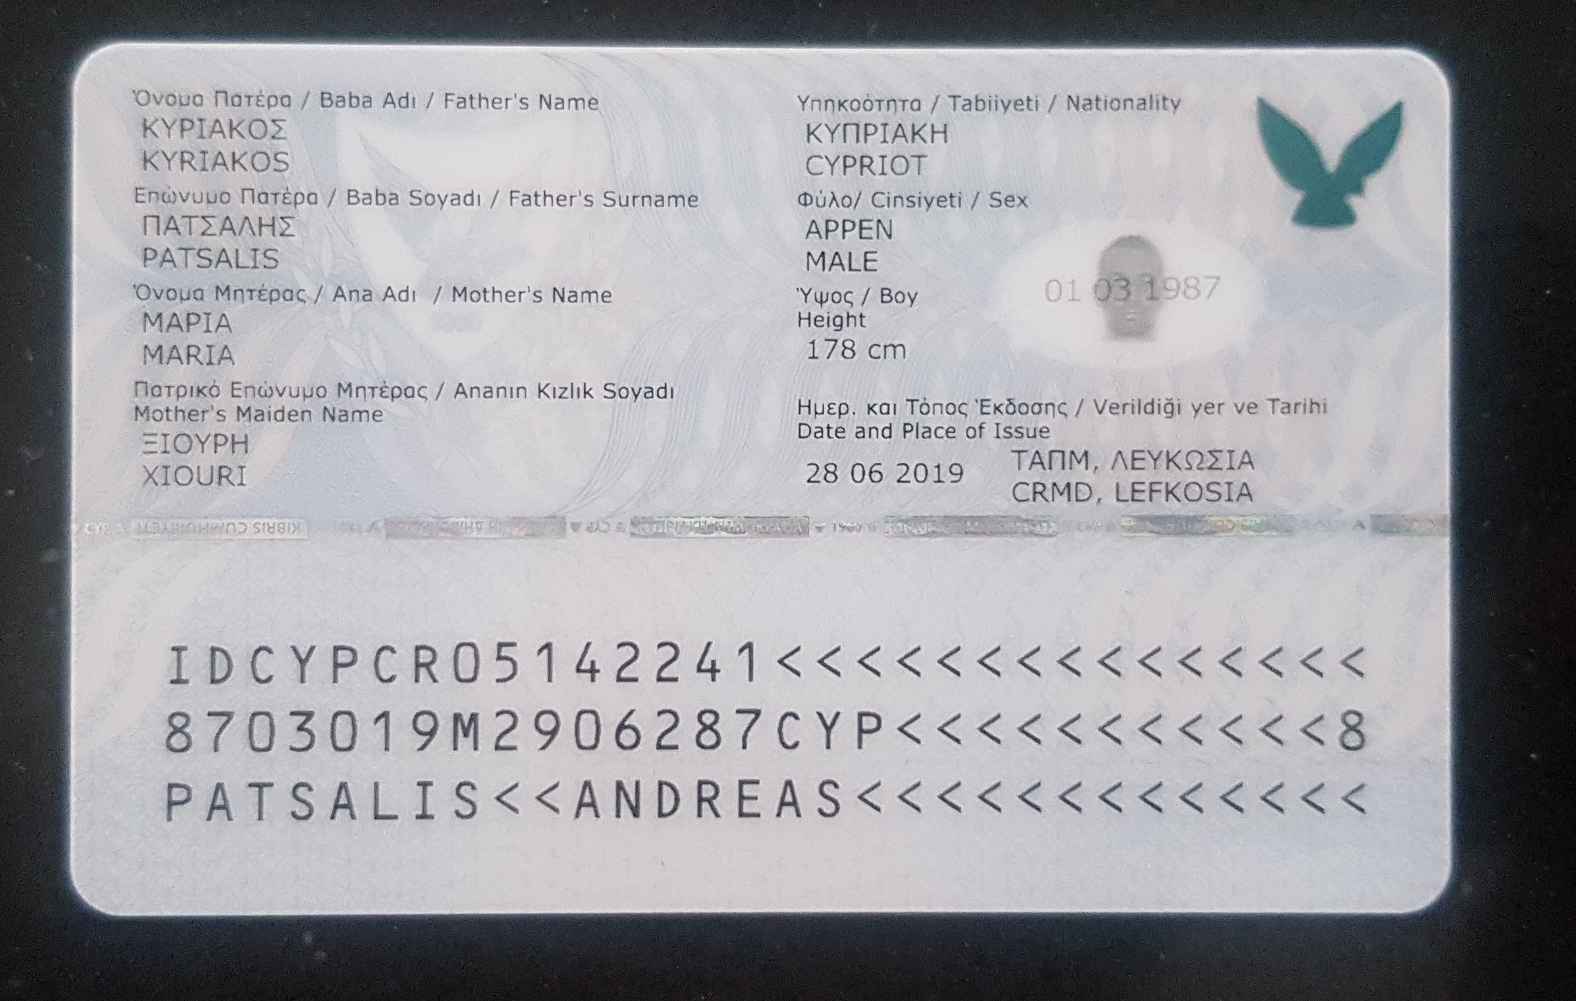 Όνομα Πατέρα / Baba Adı / Father's Name
ΚΥΡΙΑΚΟΣ
KYRIAKOS
Επώνυμο Πατέρα / Baba Soyadı / Father's Surname
ΠΑΤΣΑΛΗΣ
PATSALIS
Όνομα Μητέρας / Ana Adı / Mother's Name
ΜΑΡΙΑ
MARIA
Πατρικό Επώνυμο Μητέρας / Ananın Kızlık Soyadı
Mother's Maiden Name
ΞΙΟΥΡΗ
XIOURI
Υπηκοότητα / Tabiiyeti / Nationality
ΚΥΠΡΙΑΚΗ
CYPRIOT
Φύλο/ Cinsiyeti / Sex
ΑΡΡΕΝ
MALE
Ύψος / Boy
Height
178 cm
01 03 1987
Ημερ. και Τόπος Έκδοσης / Verildiği yer ve Tarihi
Date and Place of Issue
28 06 2019
ΤΑΠΜ, ΛΕΥΚΩΣΙΑ
CRMD, LEFKOSIA
KIBRIS CUMHURİYETİ
IDCYPCR05142241<<<<<<<<<<<<<<<
8703019M2906287CYP<<<<<<<<<<<8
PATSALIS<<ANDREAS<<<<<<<<<<<<<